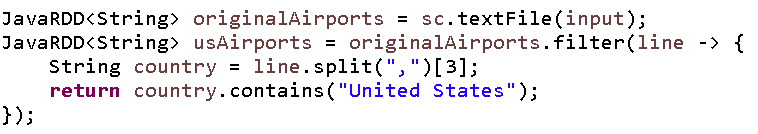 JavaRDD<String> originalAirports = sc.textFile(input);
JavaRDD<String> usAirports = originalAirports.filter(line -> {
    String country = line.split(",")[3];
    return country.contains("United States");
});